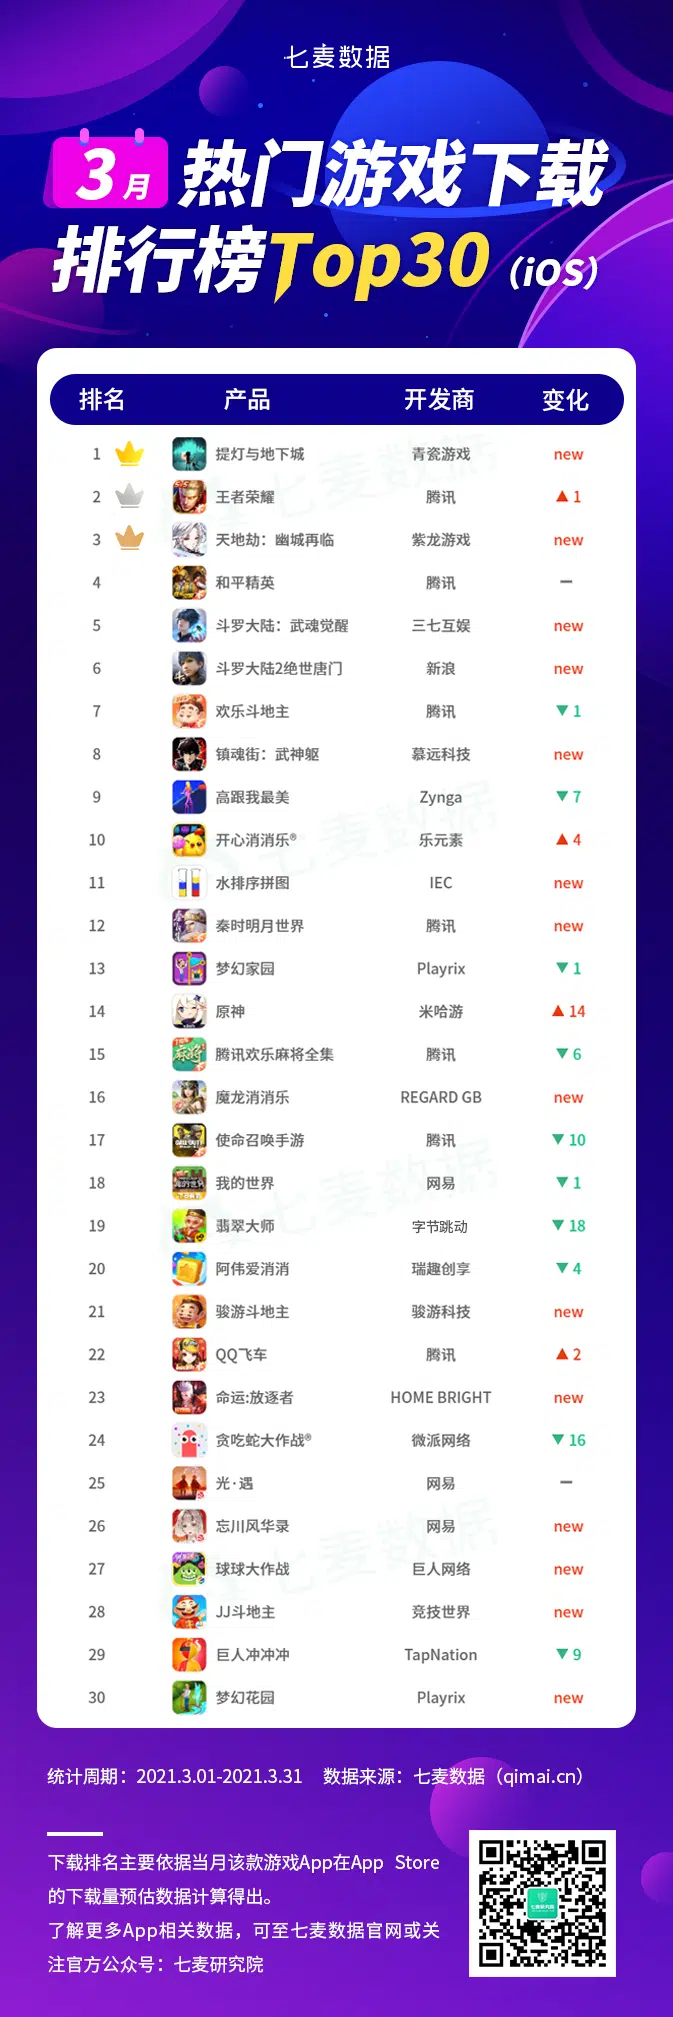 七麦数据
3月 热门游戏下载
排行榜Top30（iOS）
排名 产品 开发商 变化
1 提灯与地下城 青瓷游戏 new
2 王者荣耀 腾讯 ▲ 1
3 天地劫：幽城再临 紫龙游戏 new
4 和平精英 腾讯 —
5 斗罗大陆：武魂觉醒 三七互娱 new
6 斗罗大陆2绝世唐门 新浪 new
7 欢乐斗地主 腾讯 ▼ 1
8 镇魂街：武神躯 慕远科技 new
9 高跟我最美 Zynga ▼ 7
10 开心消消乐® 乐元素 ▲ 4
11 水排序拼图 IEC new
12 秦时明月世界 腾讯 new
13 梦幻家园 Playrix ▼ 1
14 原神 米哈游 ▲ 14
15 腾讯欢乐麻将全集 腾讯 ▼ 6
16 魔龙消消乐 REGARD GB new
17 使命召唤手游 腾讯 ▼ 10
18 我的世界 网易 ▼ 1
19 翡翠大师 字节跳动 ▼ 18
20 阿伟爱消消 瑞趣创享 ▼ 4
21 骏游斗地主 骏游科技 new
22 QQ飞车 腾讯 ▲ 2
23 命运:放逐者 HOME BRIGHT new
24 贪吃蛇大作战® 微派网络 ▼ 16
25 光·遇 网易 —
26 忘川风华录 网易 new
27 球球大作战 巨人网络 new
28 JJ斗地主 竞技世界 new
29 巨人冲冲冲 TapNation ▼ 9
30 梦幻花园 Playrix new
统计周期：2021.3.01-2021.3.31 数据来源：七麦数据（qimai.cn）
下载排名主要依据当月该款游戏App在App Store
的下载量预估数据计算得出。
了解更多App相关数据，可至七麦数据官网或关
注官方公众号：七麦研究院